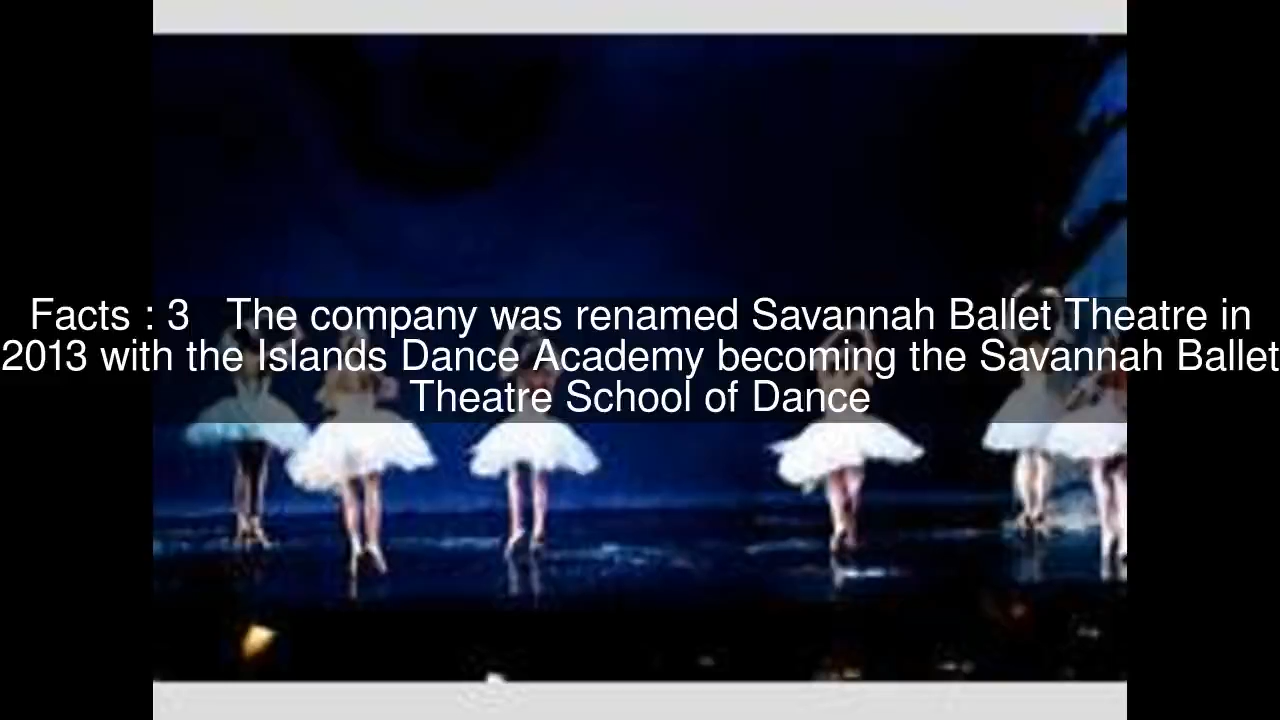 Facts : 3   The company was renamed Savannah Ballet Theatre in
2013 with the Islands Dance Academy becoming the Savannah Ballet
Theatre School of Dance